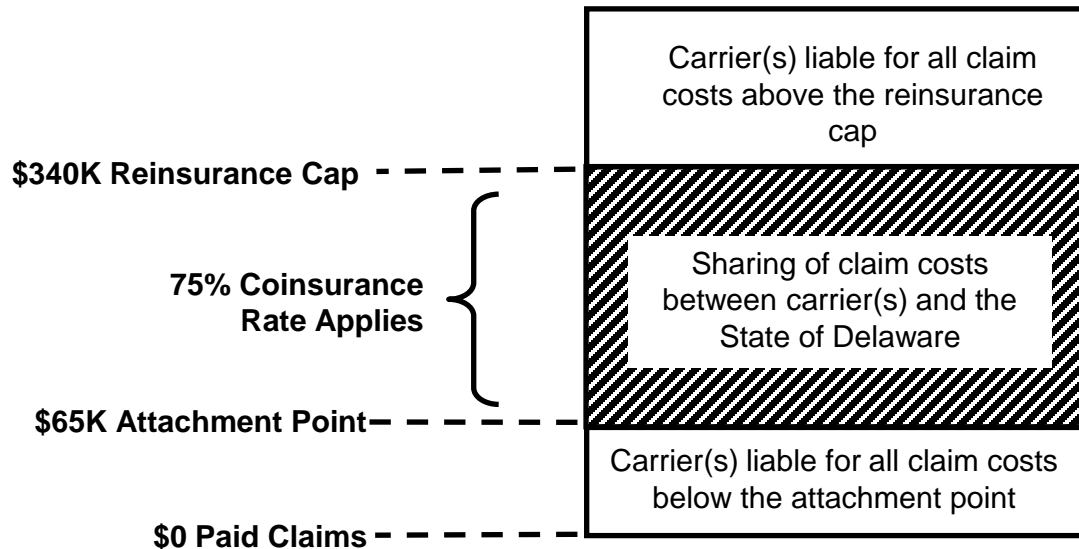 Carrier(s) liable for all claim
costs above the reinsurance
cap
$340K Reinsurance Cap
75% Coinsurance
Rate Applies
Sharing of claim costs
between carrier(s) and the
State of Delaware
$65K Attachment Point
Carrier(s) liable for all claim costs
below the attachment point
$0 Paid Claims